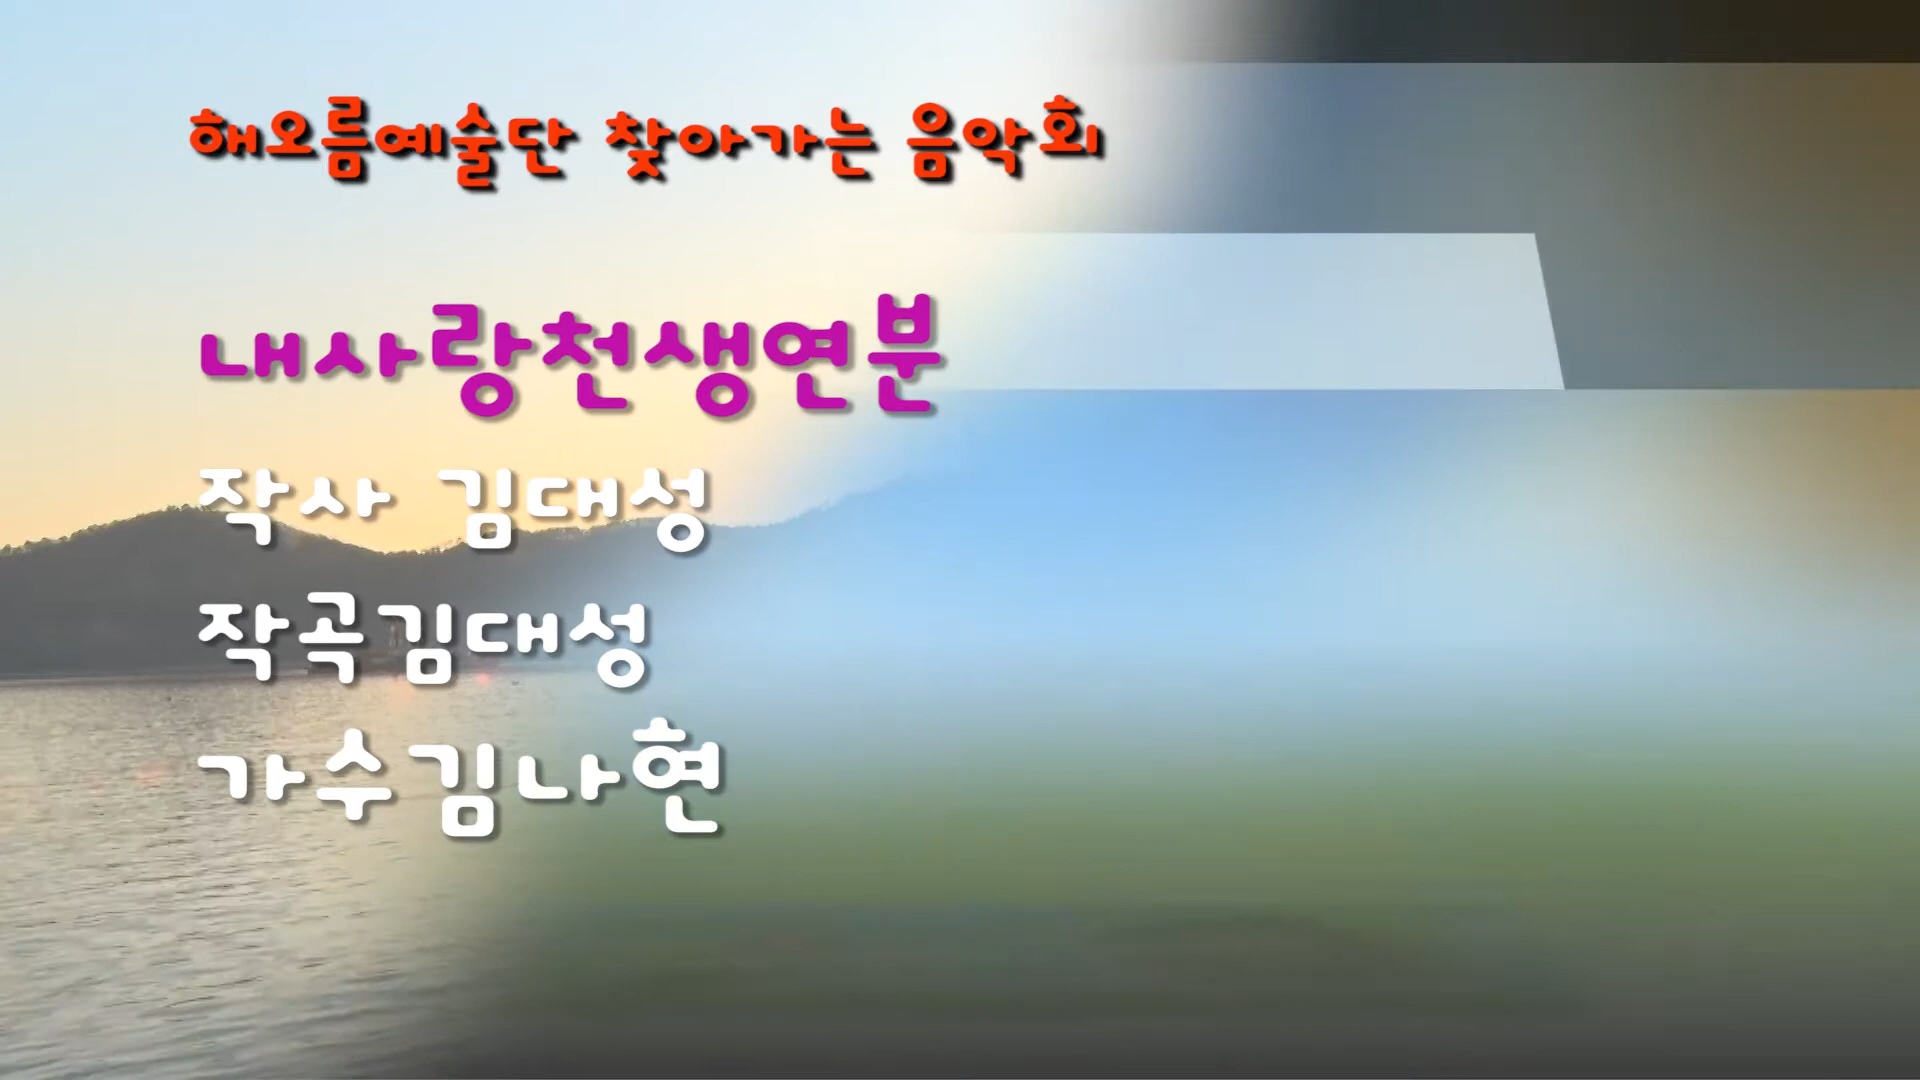 해오름예술단 찾아가는 음악회
내사랑천생연분
작사 김대성
작곡김대성
가수김나현